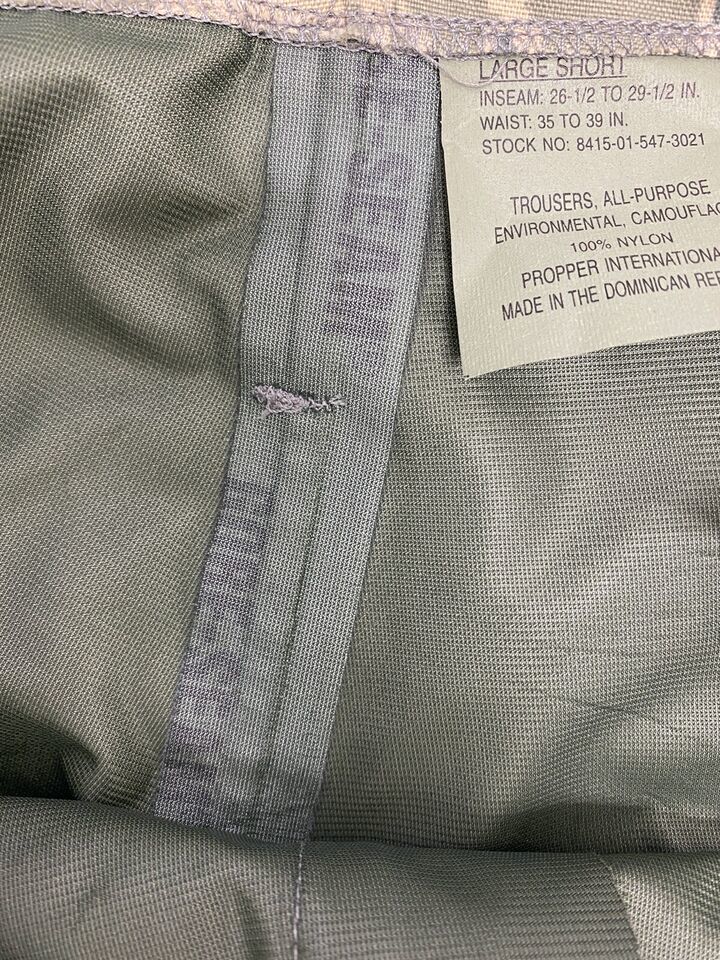 LARGE SHORT
INSEAM: 26-1/2 TO 29-1/2 IN.
WAIST: 35 TO 39 IN.
STOCK NO: 8415-01-547-3021
TROUSERS, ALL-PURPOSE
ENVIRONMENTAL, CAMOUFLAG
100% NYLON
PROPPER INTERNATIONA
MADE IN THE DOMINICAN REP